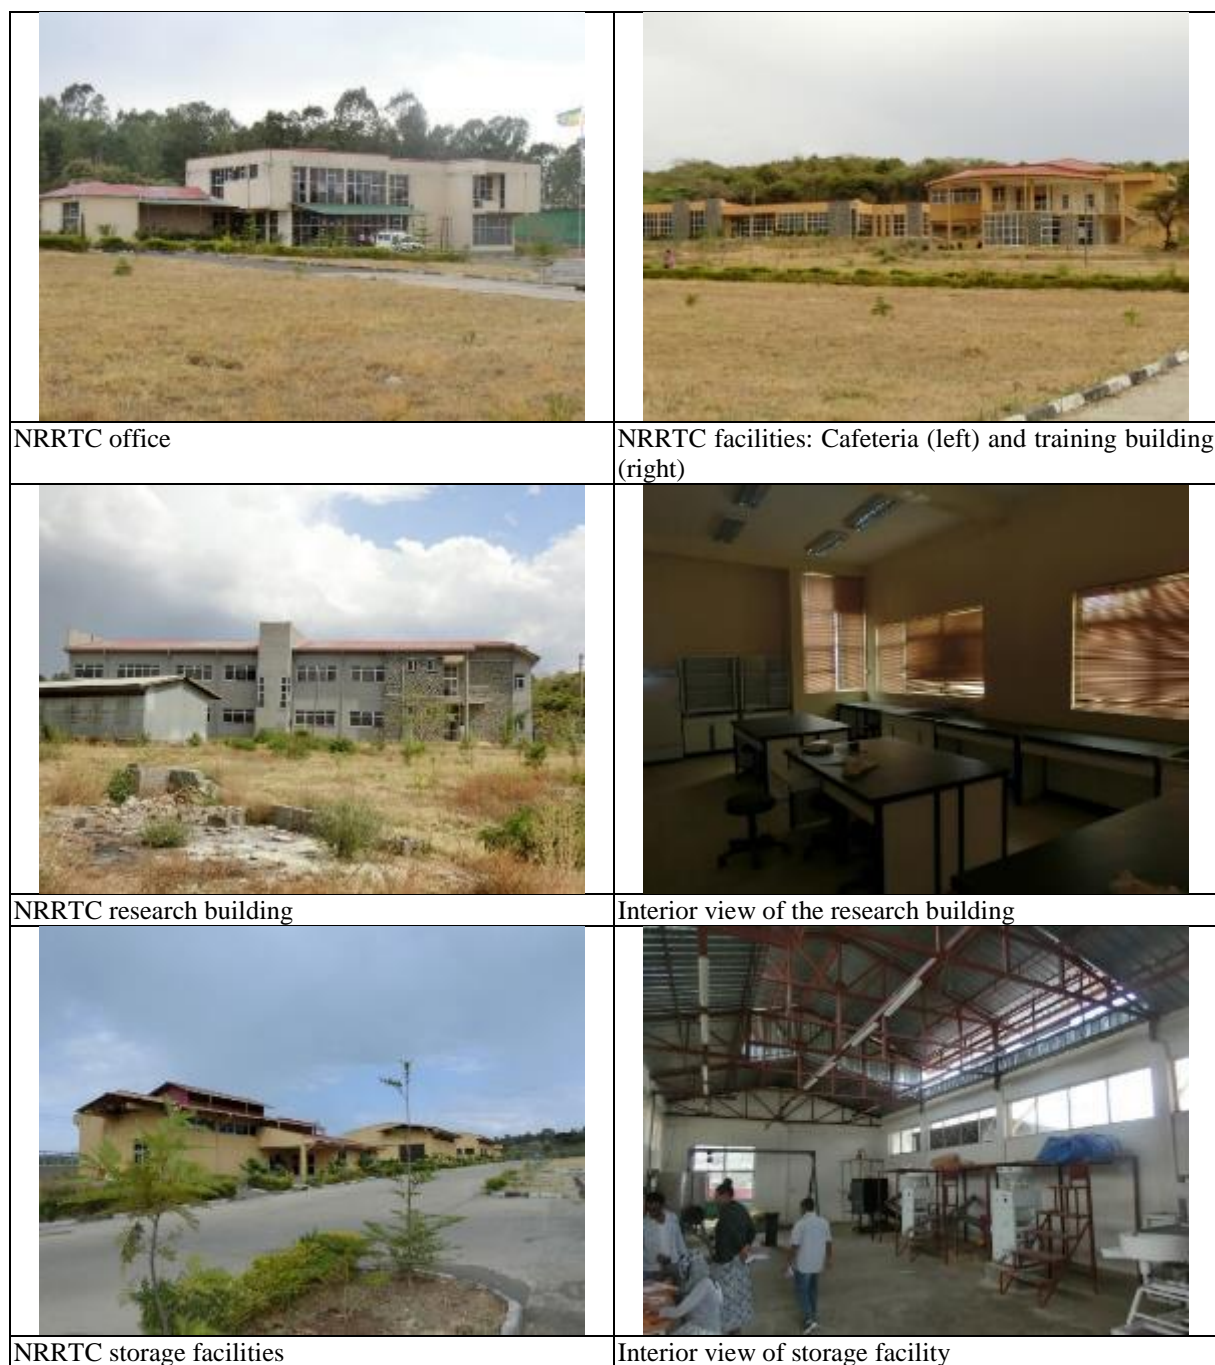 NRRTC office
NRRTC facilities: Cafeteria (left) and training building
(right)
NRRTC research building
Interior view of the research building
NRRTC storage facilities
Interior view of storage facility